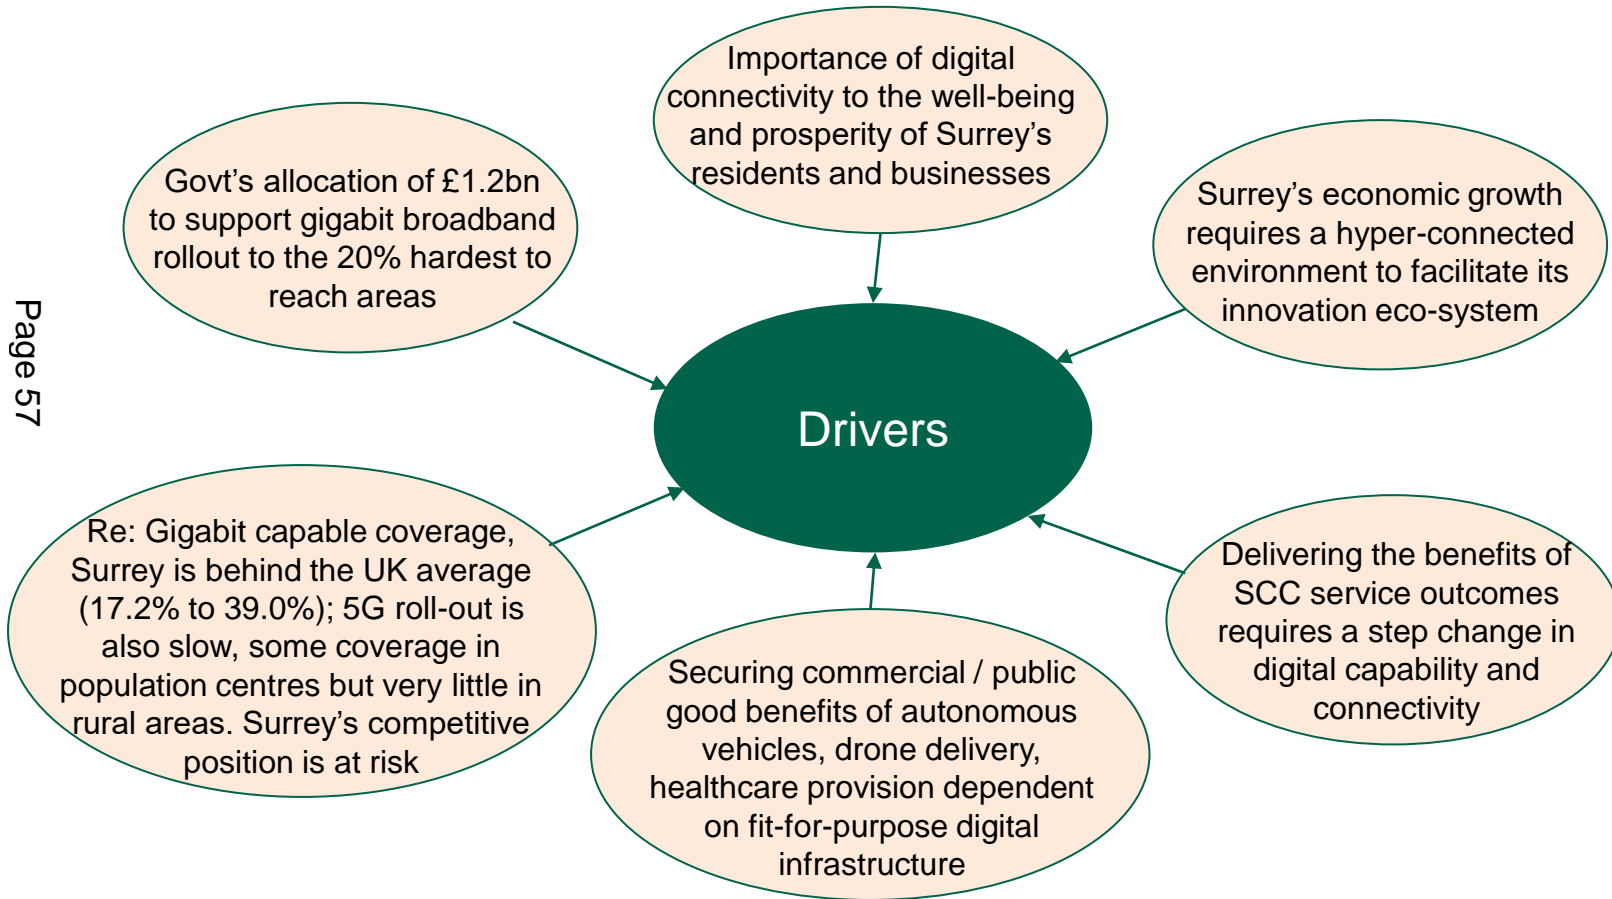 Importance of digital
connectivity to the well-being
and prosperity of Surrey’s
residents and businesses
Govt’s allocation of £1.2bn
to support gigabit broadband
rollout to the 20% hardest to
reach areas
Surrey’s economic growth
requires a hyper-connected
environment to facilitate its
innovation eco-system
Page 57
Drivers
Re: Gigabit capable coverage,
Surrey is behind the UK average
(17.2% to 39.0%); 5G roll-out is
also slow, some coverage in
population centres but very little in
rural areas. Surrey’s competitive
position is at risk
Securing commercial / public
good benefits of autonomous
vehicles, drone delivery,
healthcare provision dependent
on fit-for-purpose digital
infrastructure
Delivering the benefits of
SCC service outcomes
requires a step change in
digital capability and
connectivity